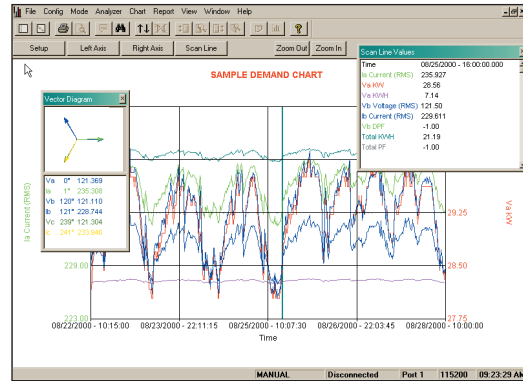 File Config Mode Analyzer Chart Report View Window Help
Setup Left Axis Right Axis Scan Line Zoom Out Zoom In
SAMPLE DEMAND CHART
Scan Line Values
Time 08/25/2000 - 16:00:00.000
Ia Current (RMS) 235.927
Va KW 28.56
Va KWH 7.14
Vb Voltage (RMS) 121.50
Ib Current (RMS) 229.611
Vb DPF -1.00
Total KWH 21.19
Total PF -1.00
Vector Diagram
Va 0° 121.369
Ia 1° 235.308
Vb 120° 121.110
Ib 121° 228.744
Vc 239° 121.304
Ic 241° 233.940
Ia Current (RMS)
229.00
223.00
Va KW
29.25
28.50
27.75
08/22/2000 - 10:15:00 08/23/2000 - 22:11:15 08/25/2000 - 10:07:30 08/26/2000 - 22:03:45 08/28/2000 - 10:00:00
Time
MANUAL Disconnected Port 1 115200 09:23:29 AM